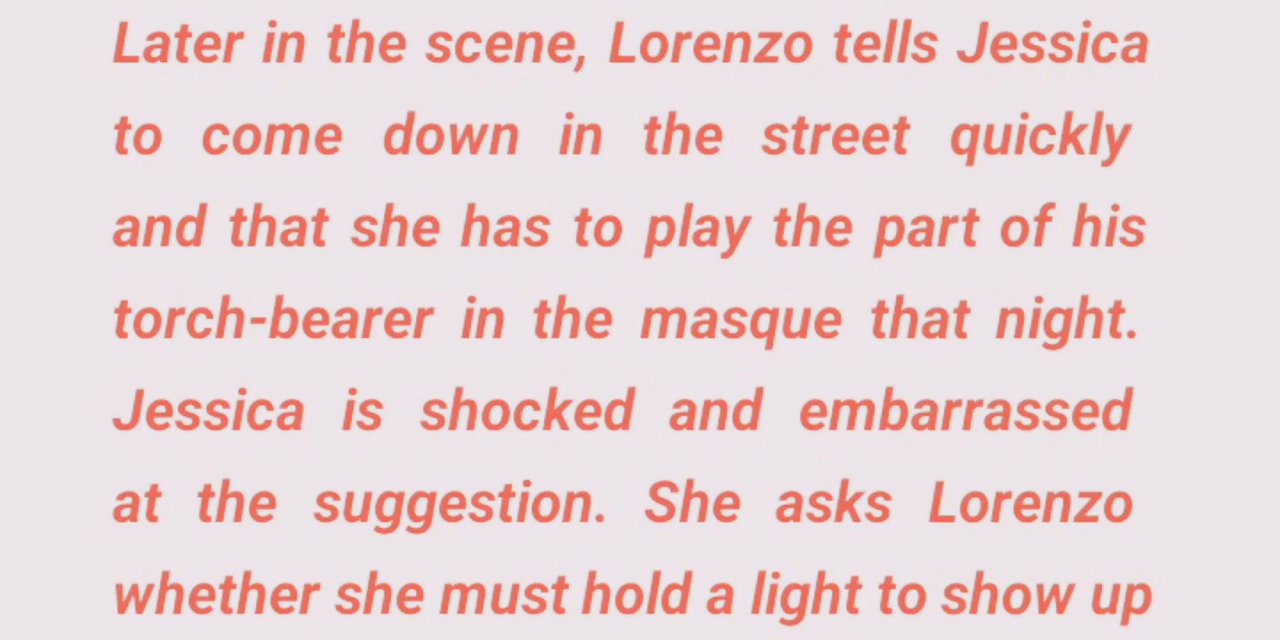 Later in the scene, Lorenzo tells Jessica
to come down in the street quickly
and that she has to play the part of his
torch-bearer in the masque that night.
Jessica is shocked and embarrassed
at the suggestion. She asks Lorenzo
whether she must hold a light to show up